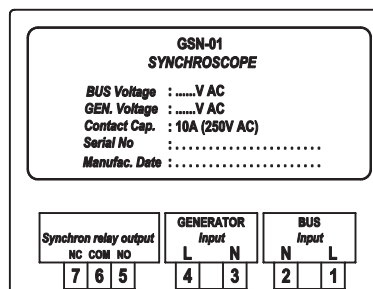 GSN-01
SYNCHROSCOPE
BUS Voltage : ......V AC
GEN. Voltage : ......V AC
Contact Cap. : 10A (250V AC)
Serial No : . . . . . . . . . . . . . . . . . . . . . . .
Manufac. Date : . . . . . . . . . . . . . . . . . . . . . . .
Synchron relay output
NC COM NO
7 6 5
GENERATOR
input
L N
4 3
BUS
input
N L
2 1